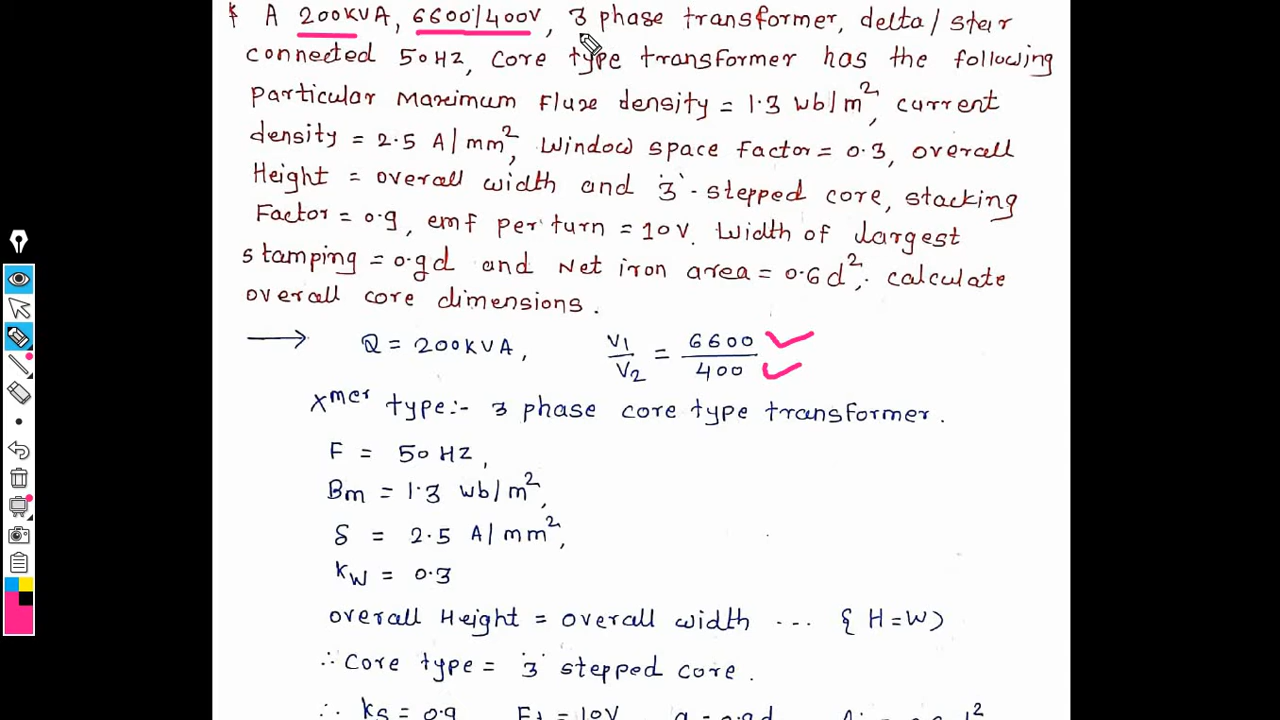 * A 200KVA, 6600/400V, 3 phase transformer, delta/star
connected 50HZ, core type transformer has the following
particular Maximum Fluxe density = 1.3 wb/m², current
density = 2.5 A/mm², Window space Factor = 0.3, overall
Height = overall width and '3'-stepped core, stacking
Factor = 0.9, emf per turn = 10V. Width of largest
stamping = 0.9d and Net iron area = 0.6d², calculate
overall core dimensions.
→ Q = 200KVA, V1/V2 = 6600/400
Xmer type:- 3 phase core type transformer.
F = 50HZ,
Bm = 1.3 wb/m²,
δ = 2.5 A/mm²,
Kw = 0.3
overall Height = overall width ... {H=W)
∴ Core type = '3' stepped core.
∴ Ks = 0.9